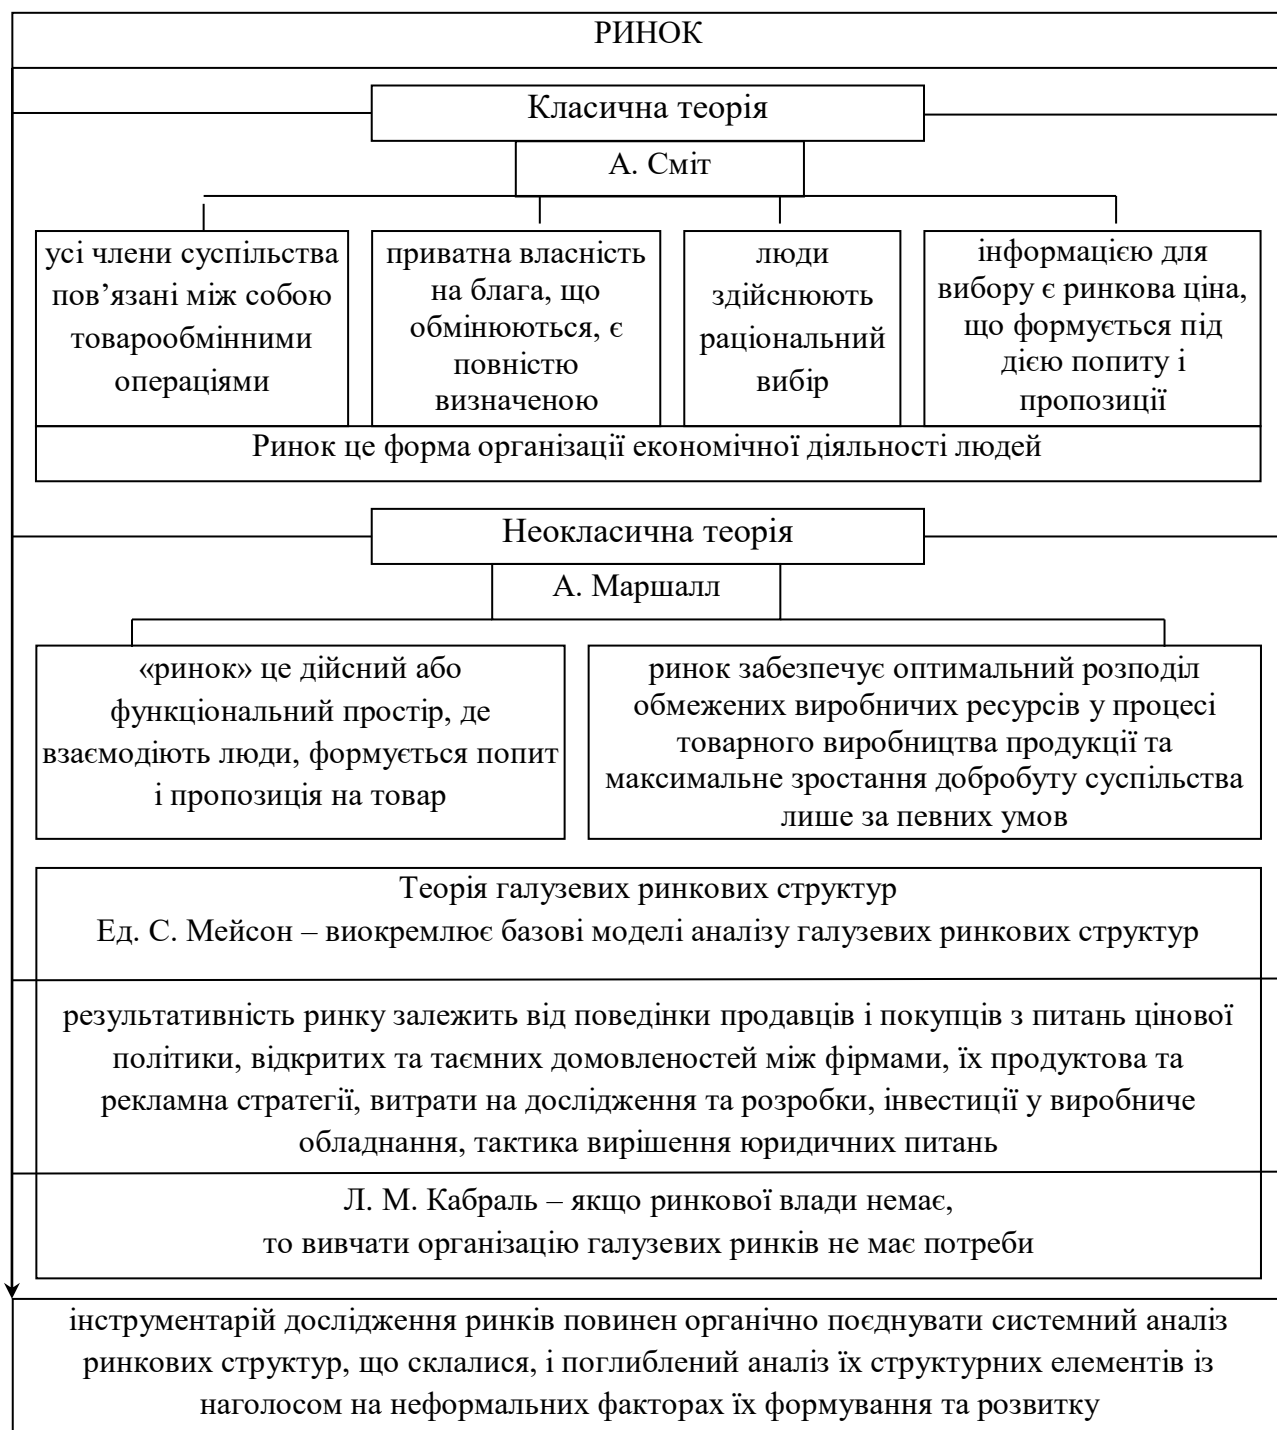 РИНОК
Класична теорія
А. Сміт
усі члени суспільства
пов’язані між собою
товарообмінними
операціями
приватна власність
на блага, що
обмінюються, є
повністю
визначеною
люди
здійснюють
раціональний
вибір
інформацією для
вибору є ринкова ціна,
що формується під
дією попиту і
пропозиції
Ринок це форма організації економічної діяльності людей
Неокласична теорія
А. Маршалл
«ринок» це дійсний або
функціональний простір, де
взаємодіють люди, формується попит
і пропозиція на товар
ринок забезпечує оптимальний розподіл
обмежених виробничих ресурсів у процесі
товарного виробництва продукції та
максимальне зростання добробуту суспільства
лише за певних умов
Теорія галузевих ринкових структур
Ед. С. Мейсон – виокремлює базові моделі аналізу галузевих ринкових структур
результативність ринку залежить від поведінки продавців і покупців з питань цінової
політики, відкритих та таємних домовленостей між фірмами, їх продуктова та
рекламна стратегії, витрати на дослідження та розробки, інвестиції у виробниче
обладнання, тактика вирішення юридичних питань
Л. М. Кабраль – якщо ринкової влади немає,
то вивчати організацію галузевих ринків не має потреби
інструментарій дослідження ринків повинен органічно поєднувати системний аналіз
ринкових структур, що склалися, і поглиблений аналіз їх структурних елементів із
наголосом на неформальних факторах їх формування та розвитку